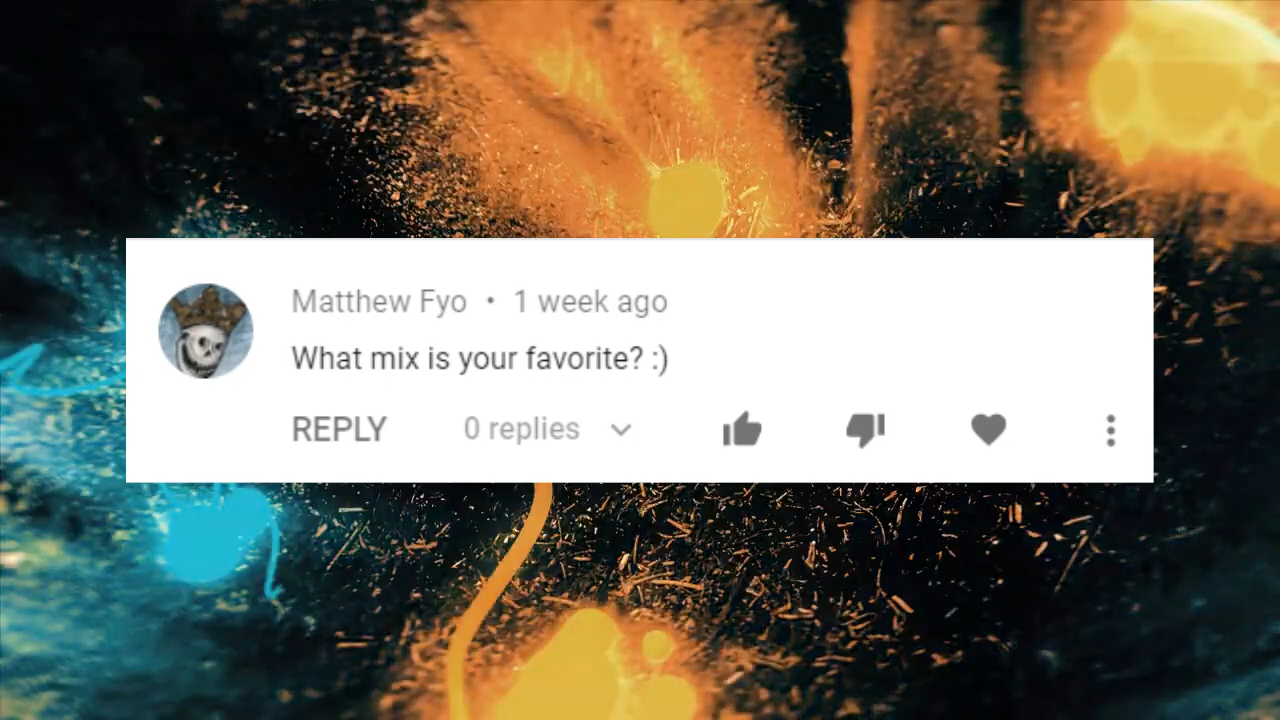 Matthew Fyo • 1 week ago
What mix is your favorite? :)
REPLY 0 replies